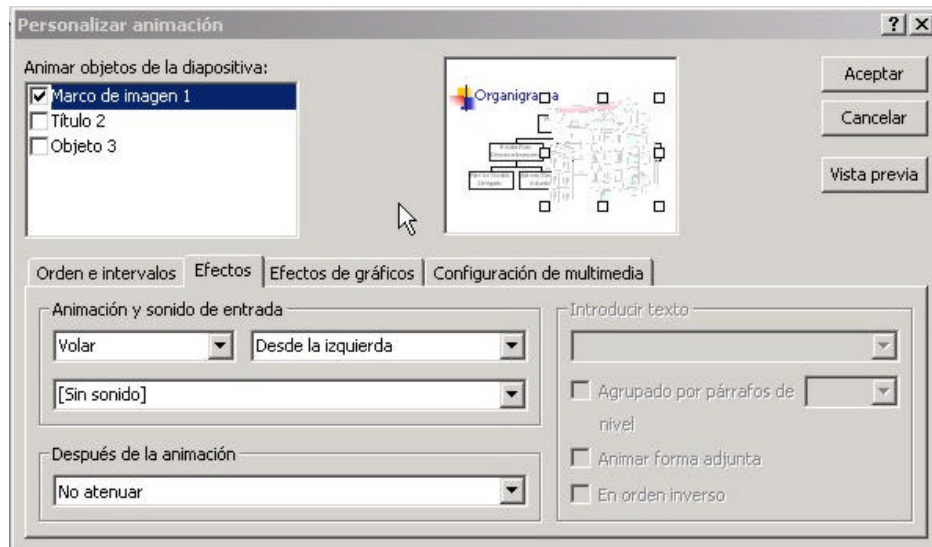 Personalizar animación
Animar objetos de la diapositiva:
Marco de imagen 1
Título 2
Objeto 3
Organigrama
Aceptar
Cancelar
Vista previa
Orden e intervalos
Efectos
Efectos de gráficos
Configuración de multimedia
Animación y sonido de entrada
Volar
Desde la izquierda
[Sin sonido]
Después de la animación
No atenuar
Introducir texto
Agrupado por párrafos de
nivel
Animar forma adjunta
En orden inverso